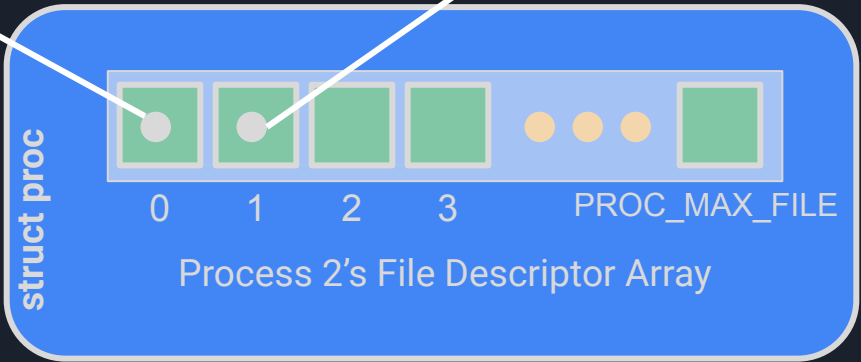 struct proc
0 1 2 3 PROC_MAX_FILE
Process 2’s File Descriptor Array